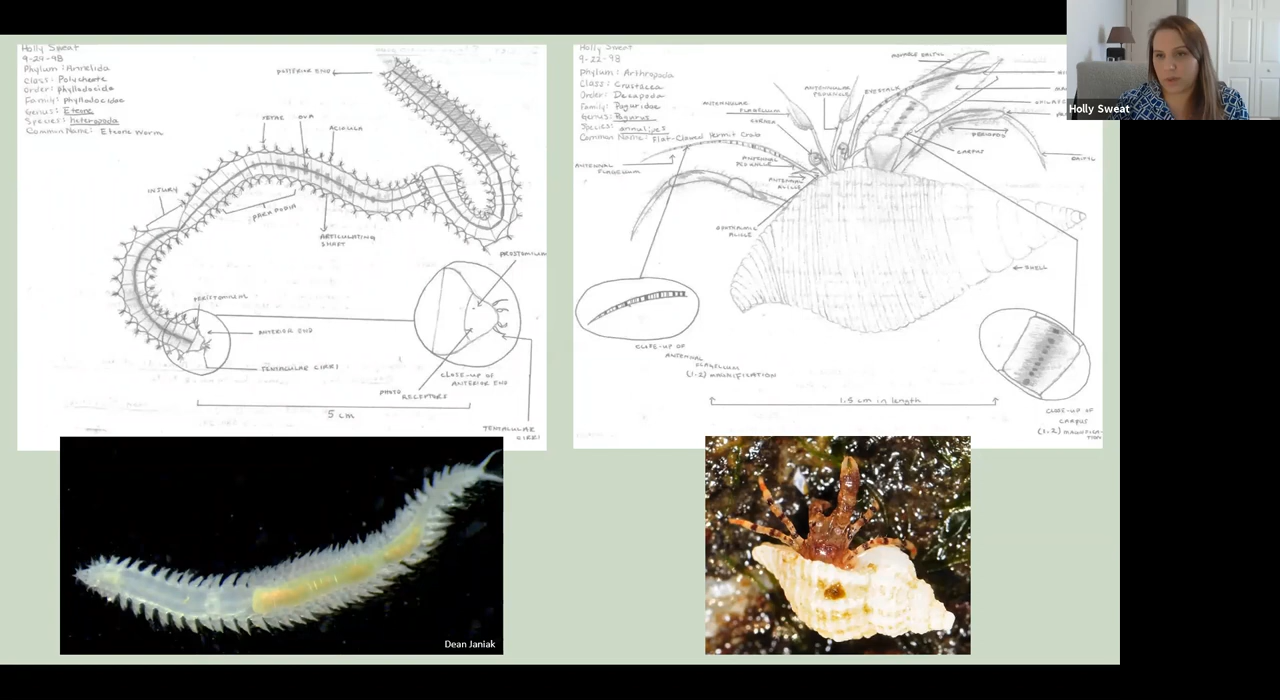 Holly Sweat
9-29-98
Phylum: Annelida
Class: Polychaete
Order: phyllodocida
Family: phyllodocidae
Genus: Eteone
Species: heteropoda
Common Name: Eteone Worm
POSTERIOR END
SETAE
OVA
ACICULA
INJURY
PARAPODIA
ARTICULATING
SHAFT
PROSTOMIUM
PERISTOMIUM
ANTERIOR END
TENTACULAR CIRRI
CLOSE-UP OF
ANTERIOR END
PHOTO
RECEPTORS
5 cm
TENTACULAR
CIRRI
Dean Janiak
Holly Sweat
9-22-98
Phylum: Arthropoda
Class: Crustacea
Order: Decapoda
Family: Paguridae
Genus: Pagurus
Species: annulipes
Common Name: Flat-Clawed Hermit Crab
MOVABLE DACTYL
EYESTALK
ANTENNULAR
PEDUNCLE
ANTENNULAR
FLAGELLUM
CORNEA
PEREIOPOD
CARPUS
DACTYL
ANTENNAL
FLAGELLUM
ANTENNAL
PEDUNCLE
ANTENNAL
ACICLE
OPHTHALMIC
ACICLE
SHELL
CLOSE-UP OF
ANTENNAL
FLAGELLUM
(1.2) MAGNIFICATION
1.5 cm in length
CLOSE-UP OF
CARPUS
(1.2) MAGNIFICA-
TION
Holly Sweat